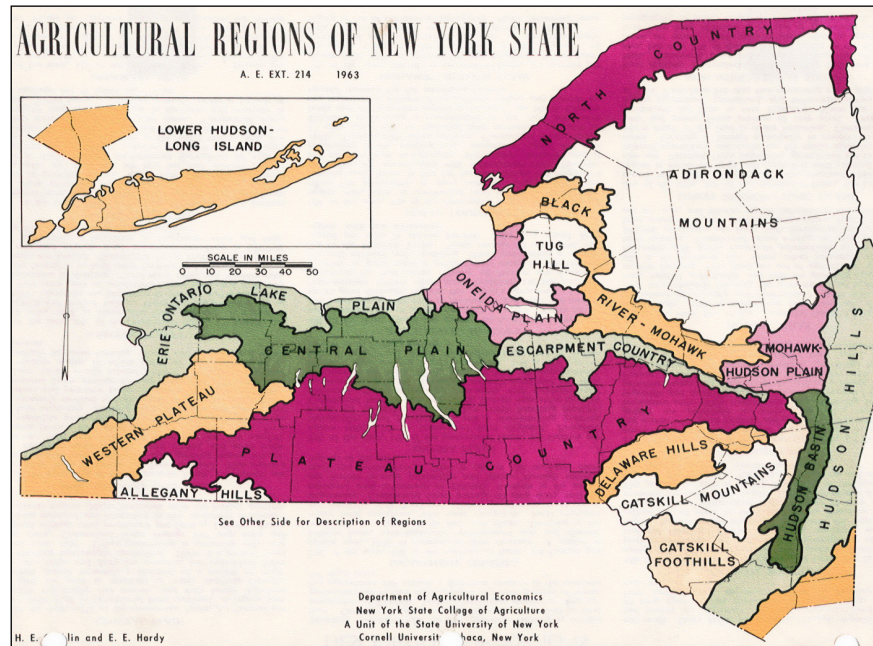 AGRICULTURAL REGIONS OF NEW YORK STATE
A. E. EXT. 214 1963
LOWER HUDSON-
LONG ISLAND
SCALE IN MILES
0 10 20 30 40 50
NORTH COUNTRY
ADIRONDACK
MOUNTAINS
BLACK
RIVER-MOHAWK
TUG
HILL
ONEIDA PLAIN
ERIE ONTARIO LAKE PLAIN
CENTRAL PLAIN
ESCARPMENT COUNTRY
MOHAWK-
HUDSON PLAIN
WESTERN PLATEAU
PLATEAU COUNTRY
HUDSON HILLS
HUDSON BASIN
DELAWARE HILLS
ALLEGANY HILLS
CATSKILL MOUNTAINS
CATSKILL
FOOTHILLS
See Other Side for Description of Regions
Department of Agricultural Economics
New York State College of Agriculture
A Unit of the State University of New York
Cornell University, New York
H. E. and E. E. Hardy